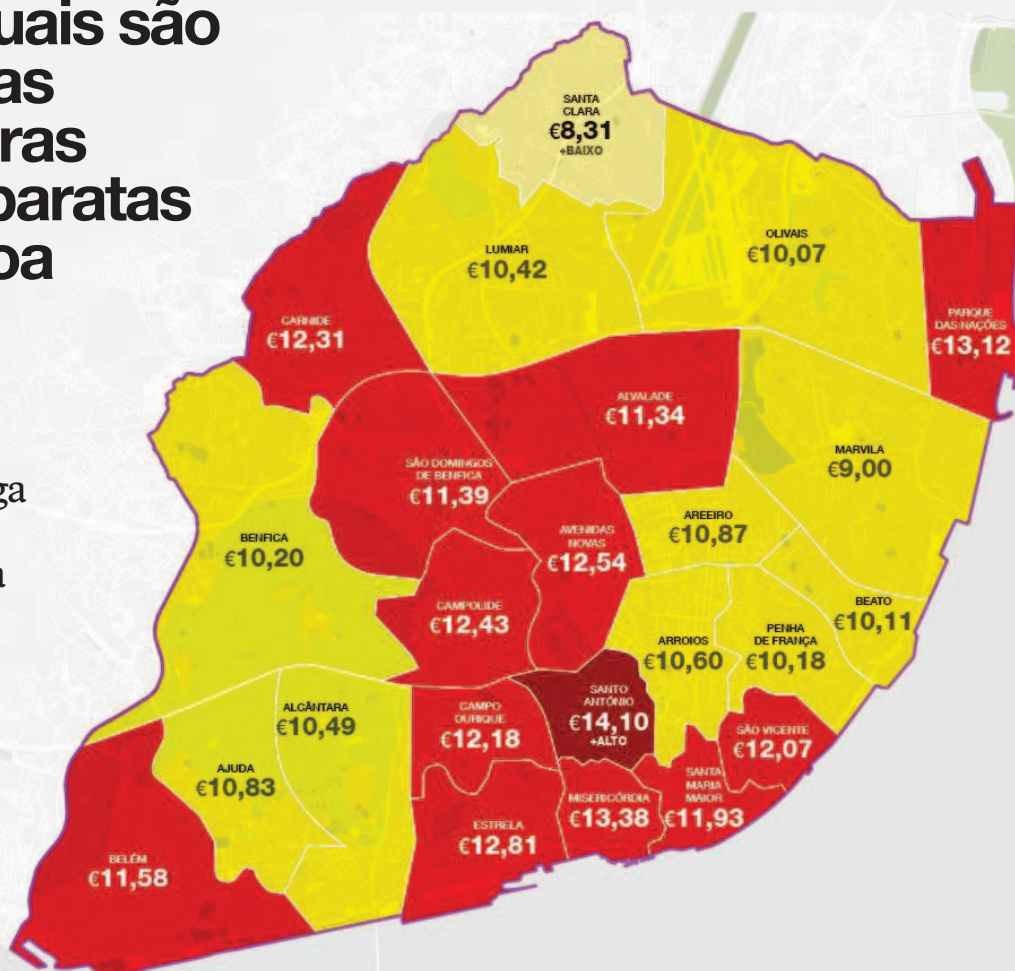 uais são
as
ras
baratas
oa
ga
a
SANTA
CLARA
€8,31
+BAIXO
LUMIAR
€10,42
OLIVAIS
€10,07
CARNIDE
€12,31
PARQUE
DAS NAÇÕES
€13,12
ALVALADE
€11,34
MARVILA
€9,00
SÃO DOMINGOS
DE BENFICA
€11,39
AREEIRO
€10,87
AVENIDAS
NOVAS
€12,54
BENFICA
€10,20
CAMPOLIDE
€12,43
BEATO
€10,11
ARROIOS
€10,60
PENHA
DE FRANÇA
€10,18
SANTO
ANTÓNIO
€14,10
+ALTO
ALCÂNTARA
€10,49
CAMPO
OURIQUE
€12,18
SÃO VICENTE
€12,07
AJUDA
€10,83
MISERICÓRDIA
€13,38
SANTA
MARIA
MAIOR
€11,93
ESTRELA
€12,81
BELÉM
€11,58